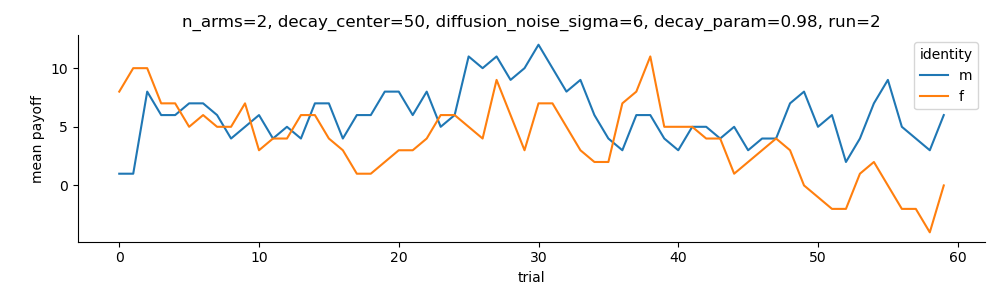 n_arms=2, decay_center=50, diffusion_noise_sigma=6, decay_param=0.98, run=2
identity
m
f
mean payoff
10
5
0
0 10 20 30 40 50 60
trial